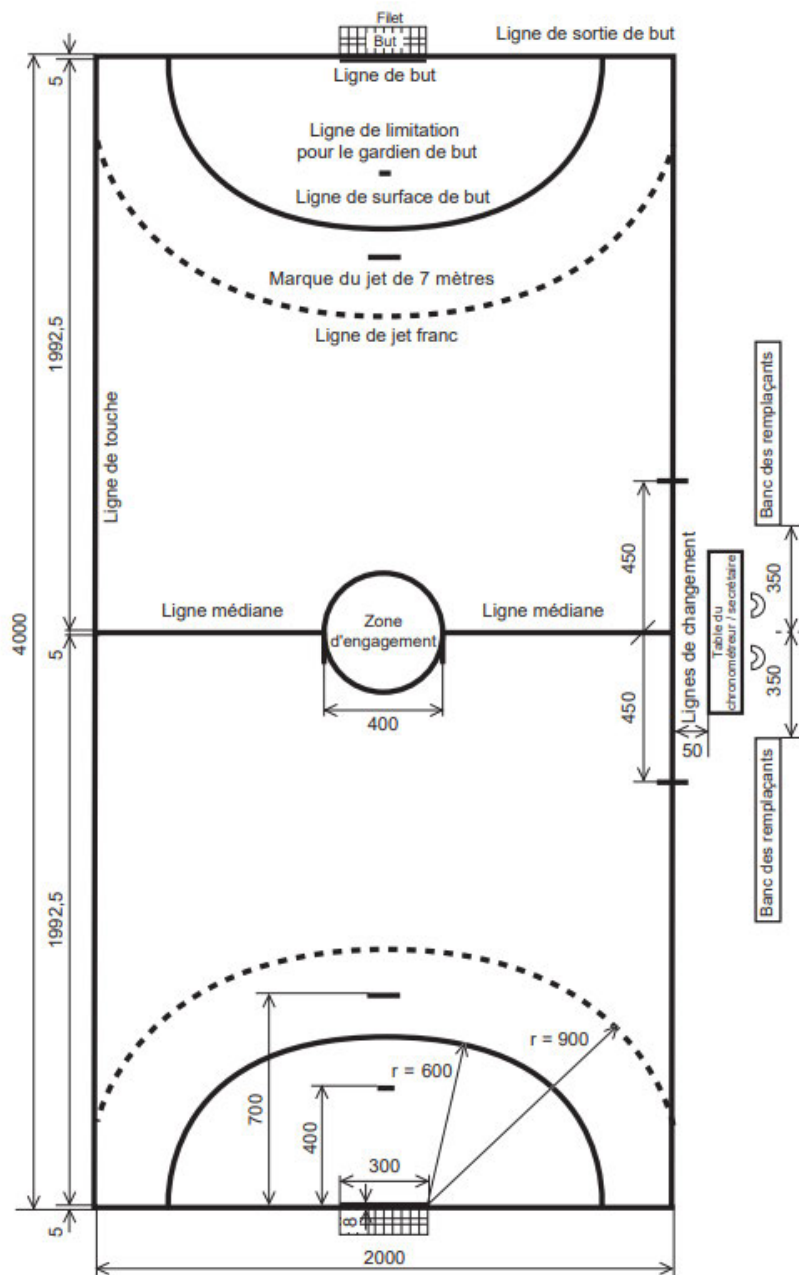 Filet
But
Ligne de sortie de but
5
Ligne de but
Ligne de limitation
pour le gardien de but
Ligne de surface de but
Marque du jet de 7 mètres
Ligne de jet franc
1992,5
Ligne de touche
Banc des remplaçants
450
Lignes de changement
Table du
chronométreur / secrétaire
350
4000
Ligne médiane
Zone
d'engagement
Ligne médiane
5
400
450
350
50
Banc des remplaçants
1992,5
r = 900
r = 600
700
400
300
8
5
2000